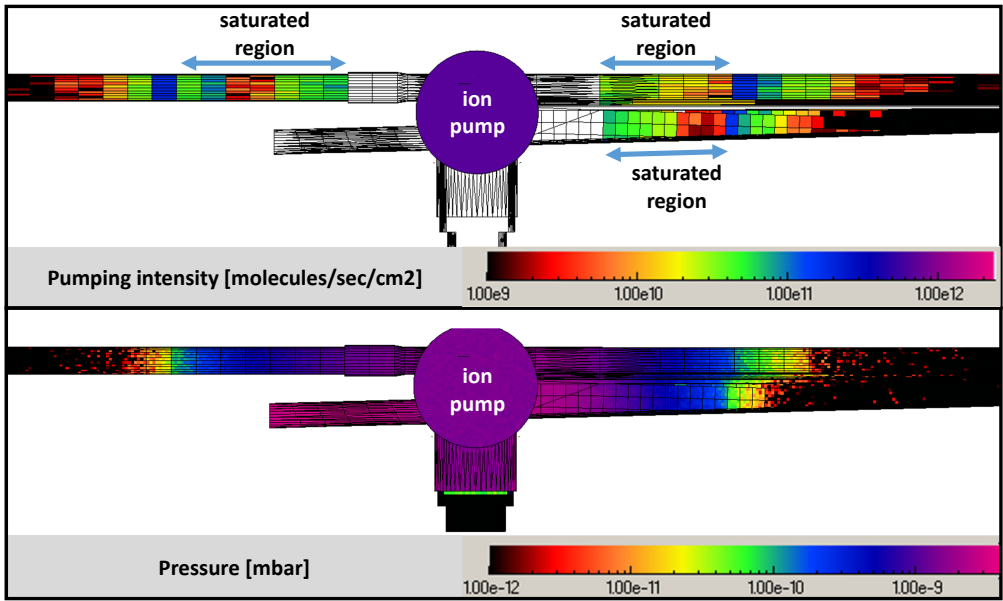 saturated
region
saturated
region
ion
pump
saturated
region
Pumping intensity [molecules/sec/cm2]
1.00e9
1.00e10
1.00e11
1.00e12
ion
pump
Pressure [mbar]
1.00e-12
1.00e-11
1.00e-10
1.00e-9